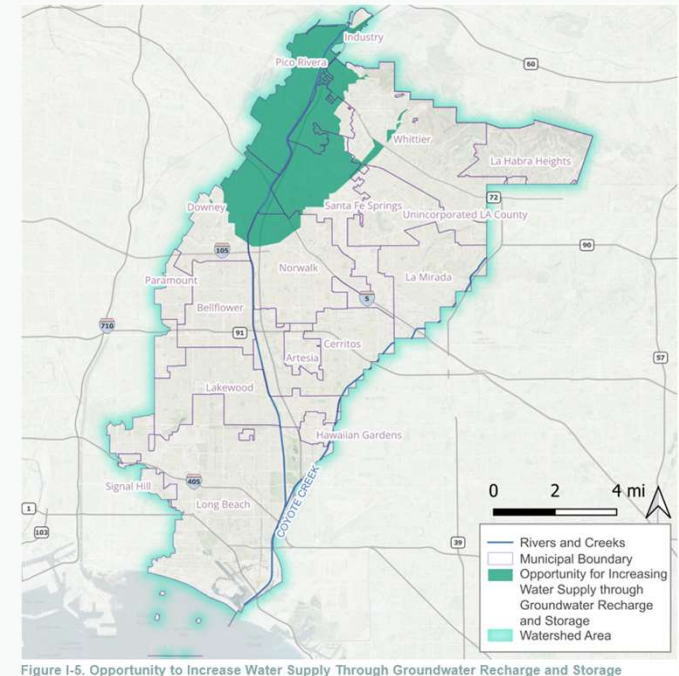 Industry
60
Pico Rivera
Whittier
La Habra Heights
72
Downey
Santa Fe Springs
Unincorporated LA County
105
90
Norwalk
La Mirada
Paramount
5
Bellflower
710
91
Cerritos
Artesia
57
Lakewood
Hawaiian Gardens
COYOTE CREEK
405
Signal Hill
Long Beach
0 2 4 mi
1
103
39
Rivers and Creeks
Municipal Boundary
Opportunity for Increasing
Water Supply through
Groundwater Recharge
and Storage
Watershed Area
Figure I-5. Opportunity to Increase Water Supply Through Groundwater Recharge and Storage